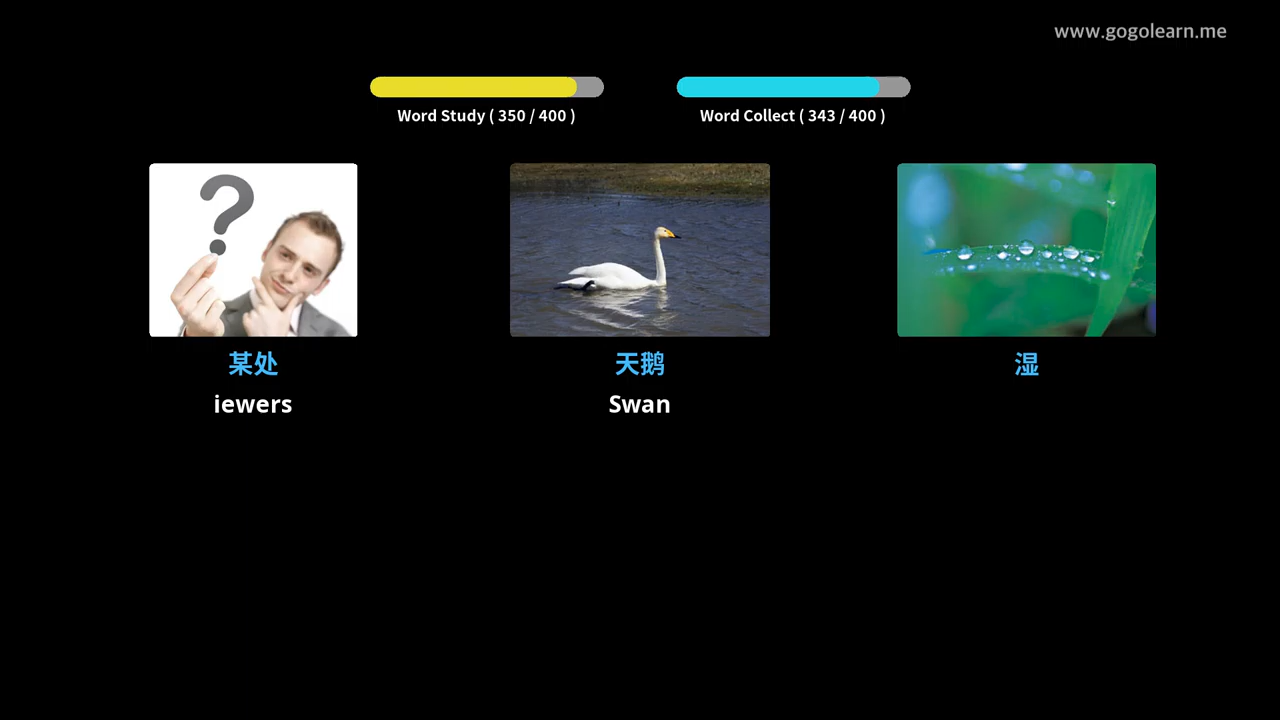 www.gogolearn.me
Word Study ( 350 / 400 )
Word Collect ( 343 / 400 )
某处
天鹅
湿
iewers
Swan